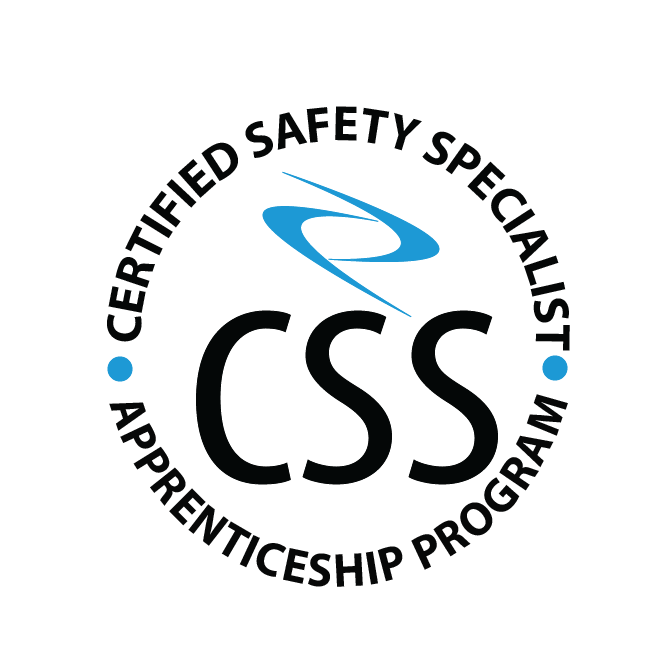 CERTIFIED SAFETY SPECIALIST
CSS
APPRENTICESHIP PROGRAM